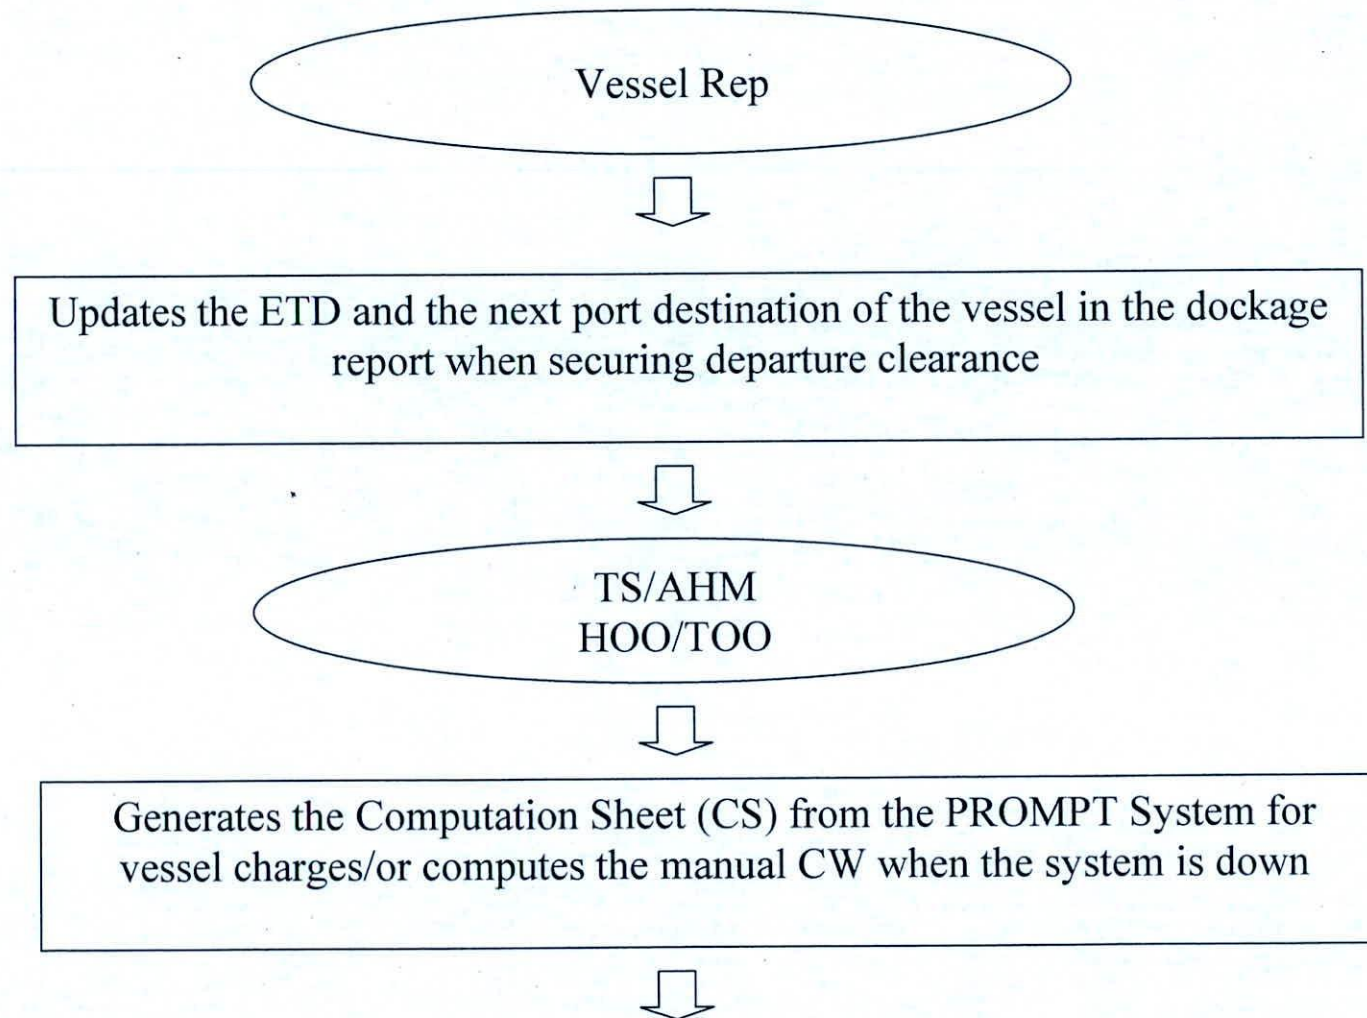 Vessel Rep
Updates the ETD and the next port destination of the vessel in the dockage
report when securing departure clearance
TS/AHM
HOO/TOO
Generates the Computation Sheet (CS) from the PROMPT System for
vessel charges/or computes the manual CW when the system is down